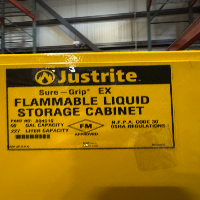 Justrite
Sure-Grip® EX
FLAMMABLE LIQUID
STORAGE CABINET
PART NO.
GAL CAPACITY
227 LITER CAPACITY
FM
APPROVED
N.F.P.A. CODE 30
OSHA REGULATIONS